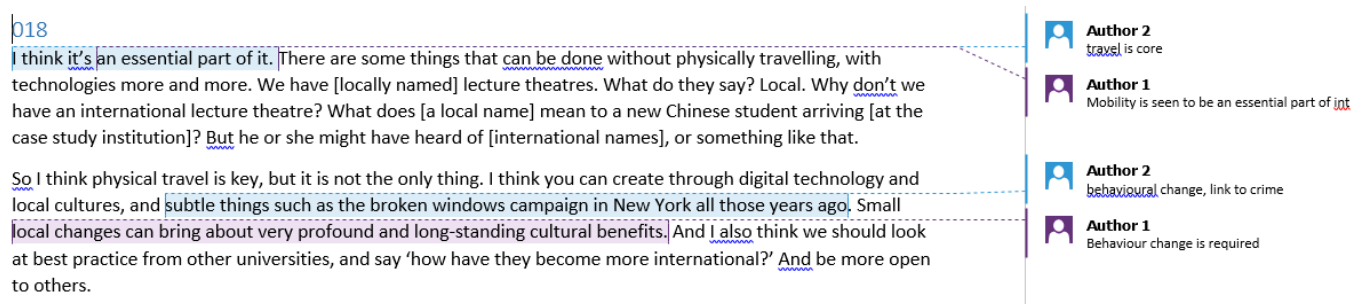 018
I think it's an essential part of it. There are some things that can be done without physically travelling, with
technologies more and more. We have [locally named] lecture theatres. What do they say? Local. Why don't we
have an international lecture theatre? What does [a local name] mean to a new Chinese student arriving [at the
case study institution]? But he or she might have heard of [international names], or something like that.
So I think physical travel is key, but it is not the only thing. I think you can create through digital technology and
local cultures, and subtle things such as the broken windows campaign in New York all those years ago. Small
local changes can bring about very profound and long-standing cultural benefits. And I also think we should look
at best practice from other universities, and say ‘how have they become more international?’ And be more open
to others.
Author 2
travel is core
Author 1
Mobility is seen to be an essential part of int
Author 2
behavioural change, link to crime
Author 1
Behaviour change is required